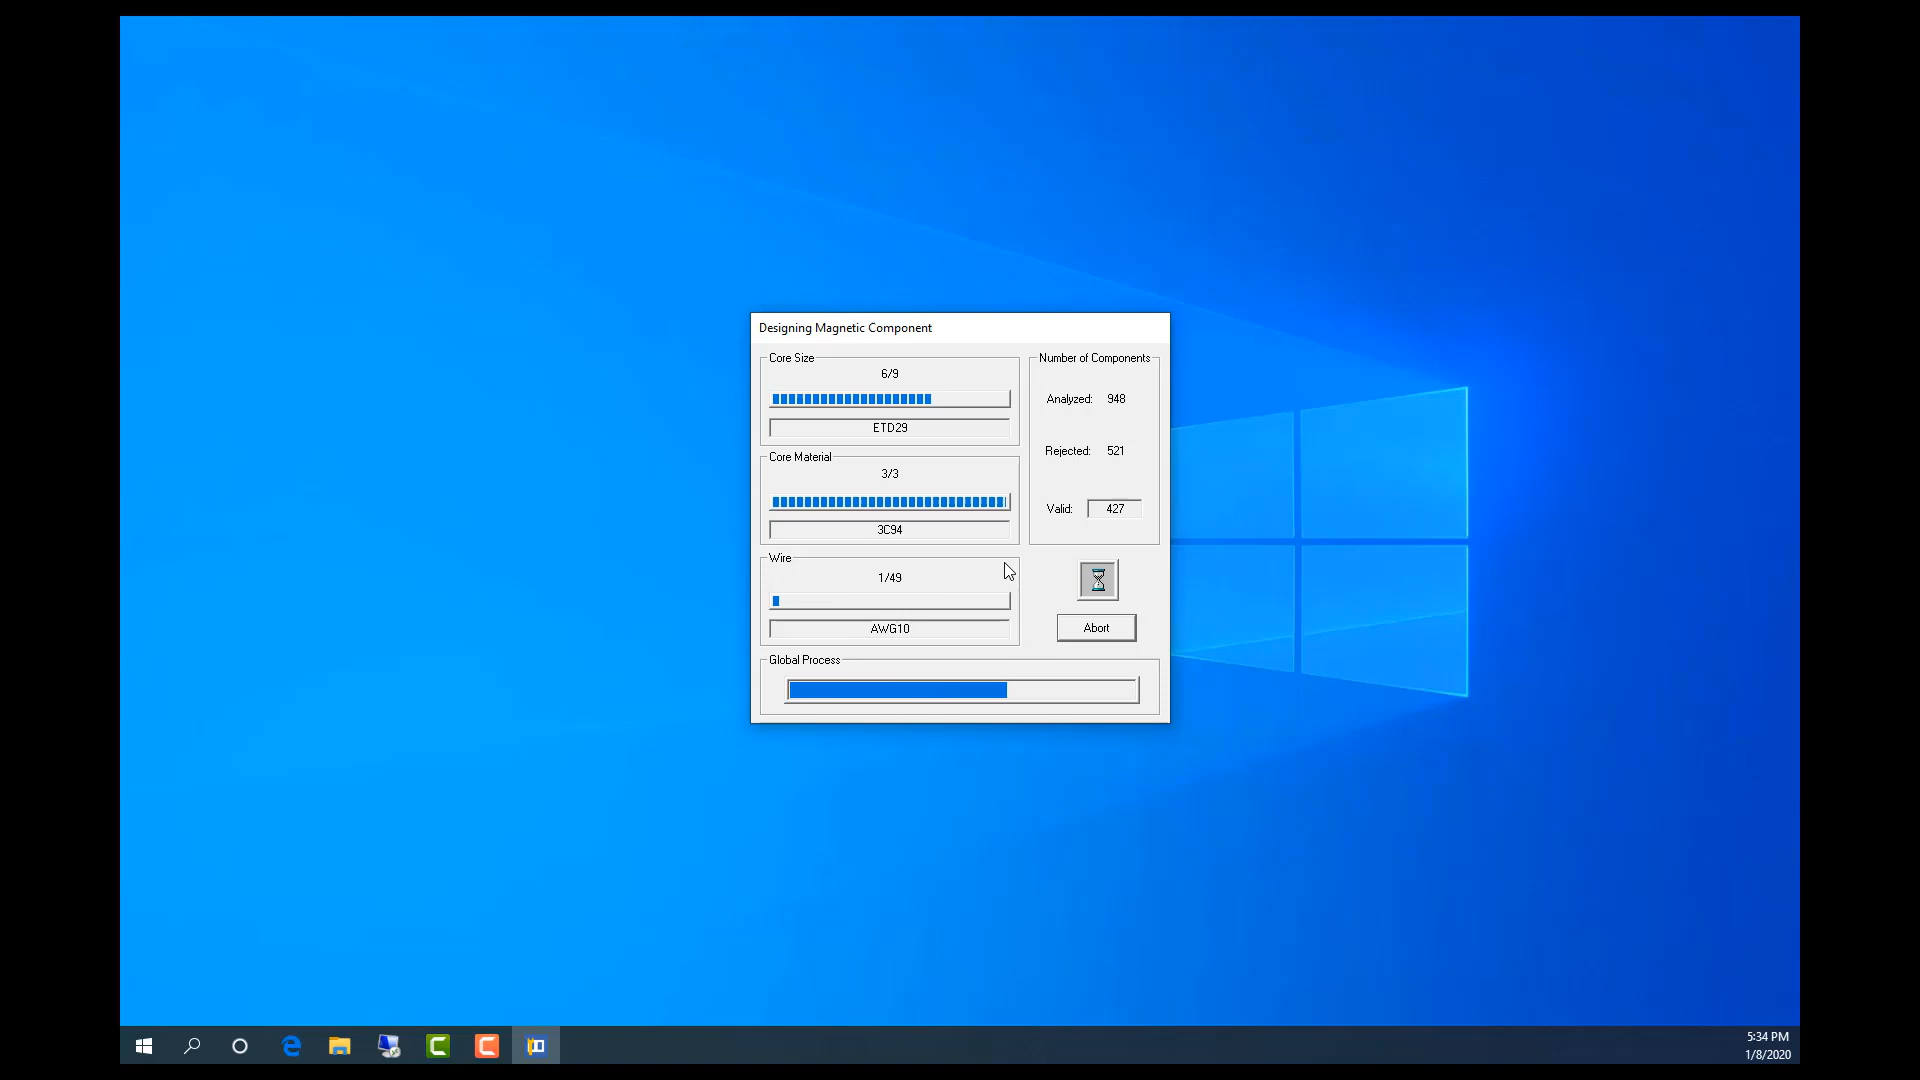 Designing Magnetic Component
Core Size
6/9
ETD29
Core Material
3/3
3C94
Wire
1/49
AWG10
Number of Components
Analyzed: 948
Rejected: 521
Valid: 427
Abort
Global Process
5:34 PM
1/8/2020